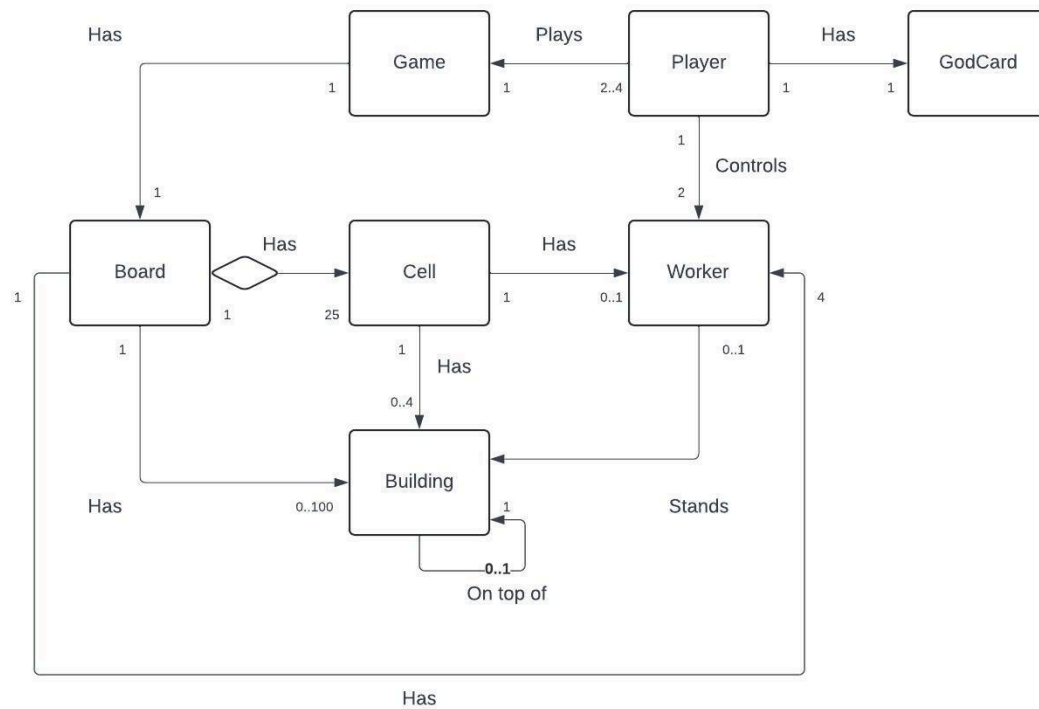 Has
Plays
Has
Game
Player
GodCard
1
1
2..4
1
1
1
Controls
1
2
Has
Has
Board
Cell
Worker
1
1
25
1
0..1
4
1
1
0..1
Has
0..4
Building
Has
0..100
1
Stands
0..1
On top of
Has